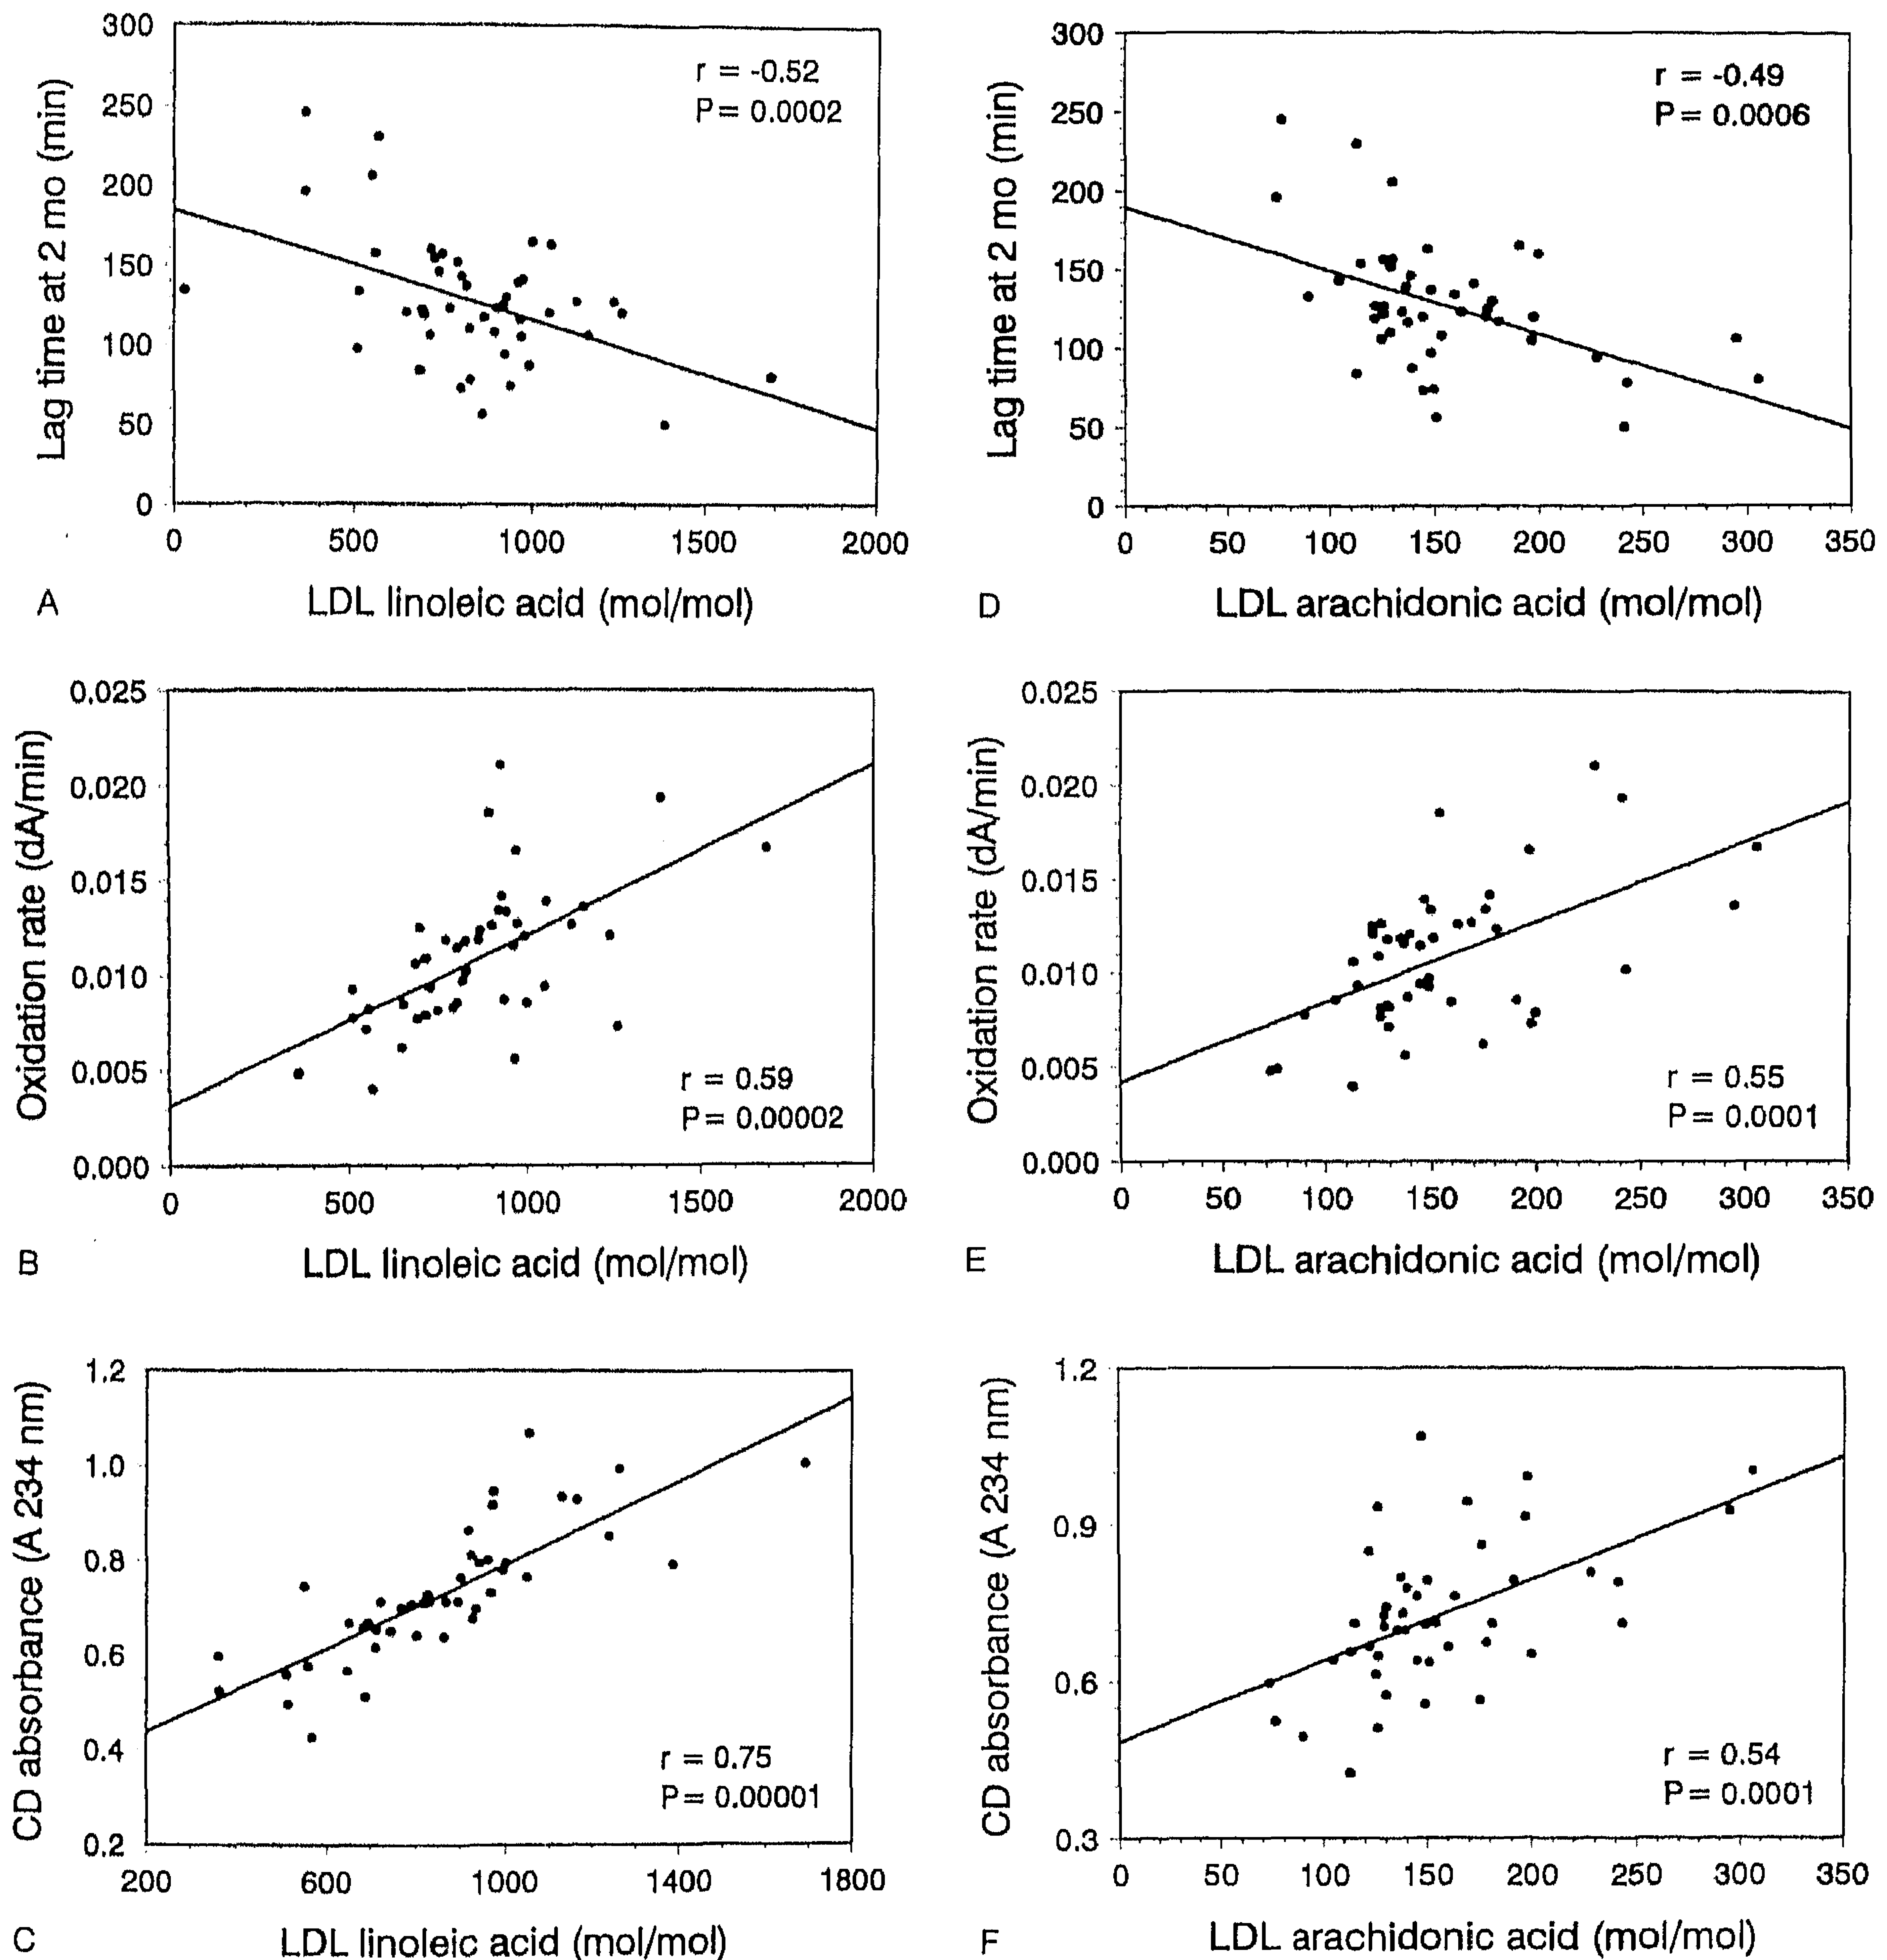 300
250
200
150
100
50
0
Lag time at 2 mo (min)
r = -0.52
P= 0.0002
0 500 1000 1500 2000
A LDL linoleic acid (mol/mol)
300
250
200
150
100
50
0
Lag time at 2 mo (min)
r = -0.49
P= 0.0006
0 50 100 150 200 250 300 350
D LDL arachidonic acid (mol/mol)
0.025
0.020
0.015
0.010
0.005
0.000
Oxidation rate (dA/min)
r = 0.59
P= 0.00002
0 500 1000 1500 2000
B LDL linoleic acid (mol/mol)
0.025
0.020
0.015
0.010
0.005
0.000
Oxidation rate (dA/min)
r = 0.55
P= 0.0001
0 50 100 150 200 250 300 350
E LDL arachidonic acid (mol/mol)
1.2
1.0
0.8
0.6
0.4
0.2
CD absorbance (A 234 nm)
r = 0.75
P= 0.00001
200 600 1000 1400 1800
C LDL linoleic acid (mol/mol)
1.2
0.9
0.6
0.3
CD absorbance (A 234 nm)
r = 0.54
P= 0.0001
0 50 100 150 200 250 300 350
F LDL arachidonic acid (mol/mol)